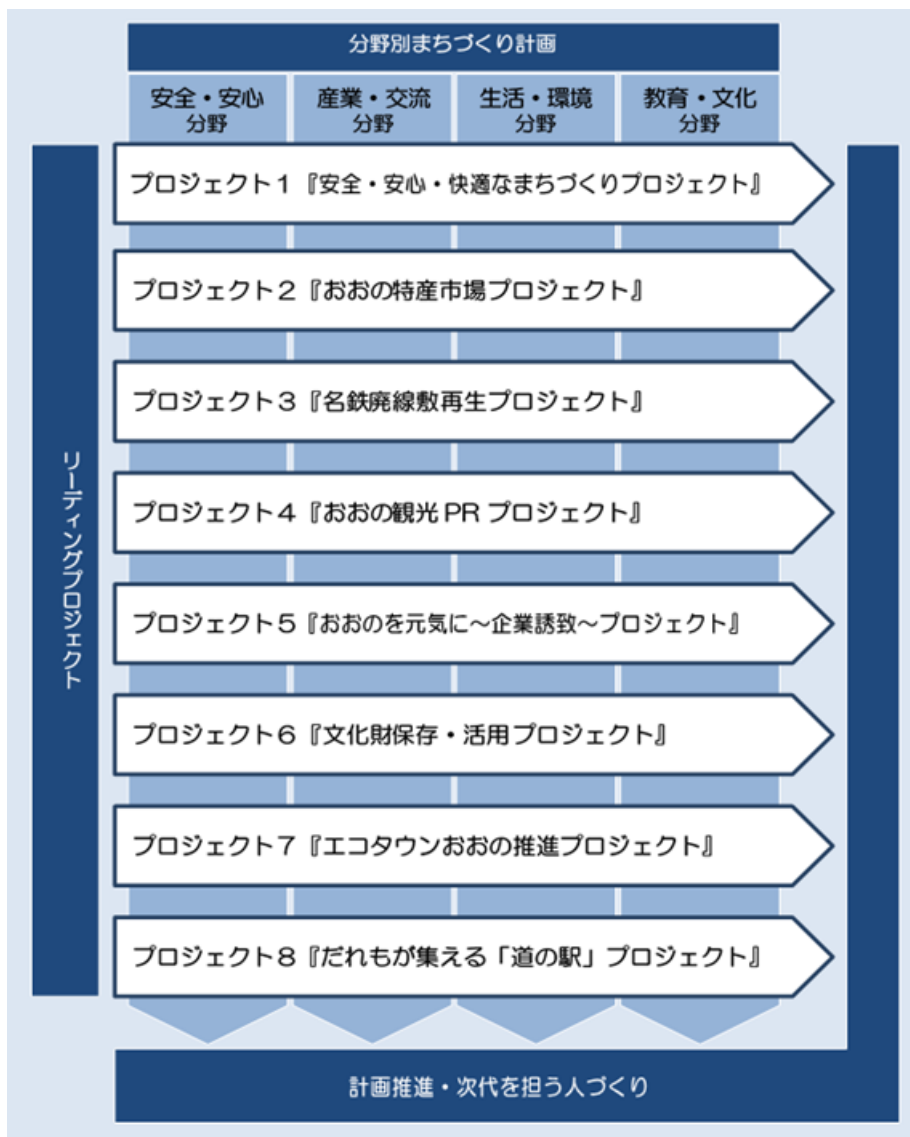 分野別まちづくり計画
安全・安心
分野
産業・交流
分野
生活・環境
分野
教育・文化
分野
リーディングプロジェクト
プロジェクト1『安全・安心・快適なまちづくりプロジェクト』
プロジェクト2『おおの特産市場プロジェクト』
プロジェクト3『名鉄廃線敷再生プロジェクト』
プロジェクト4『おおの観光 PR プロジェクト』
プロジェクト5『おおのを元気に～企業誘致～プロジェクト』
プロジェクト6『文化財保存・活用プロジェクト』
プロジェクト7『エコタウンおおの推進プロジェクト』
プロジェクト8『だれもが集える「道の駅」プロジェクト』
計画推進・次代を担う人づくり